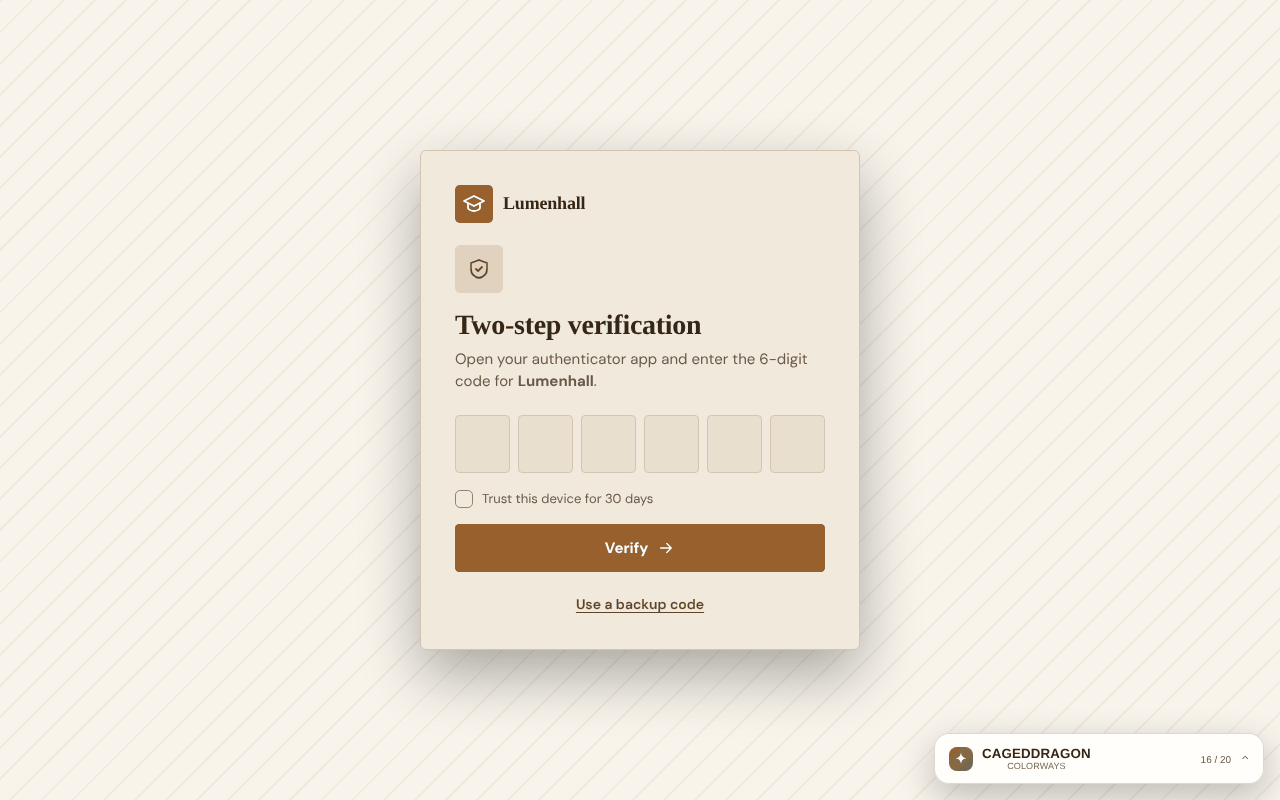 Lumenhall
Two-step verification
Open your authenticator app and enter the 6-digit
code for Lumenhall.
Trust this device for 30 days
Verify →
Use a backup code
CAGEDDRAGON
COLORWAYS
16 / 20